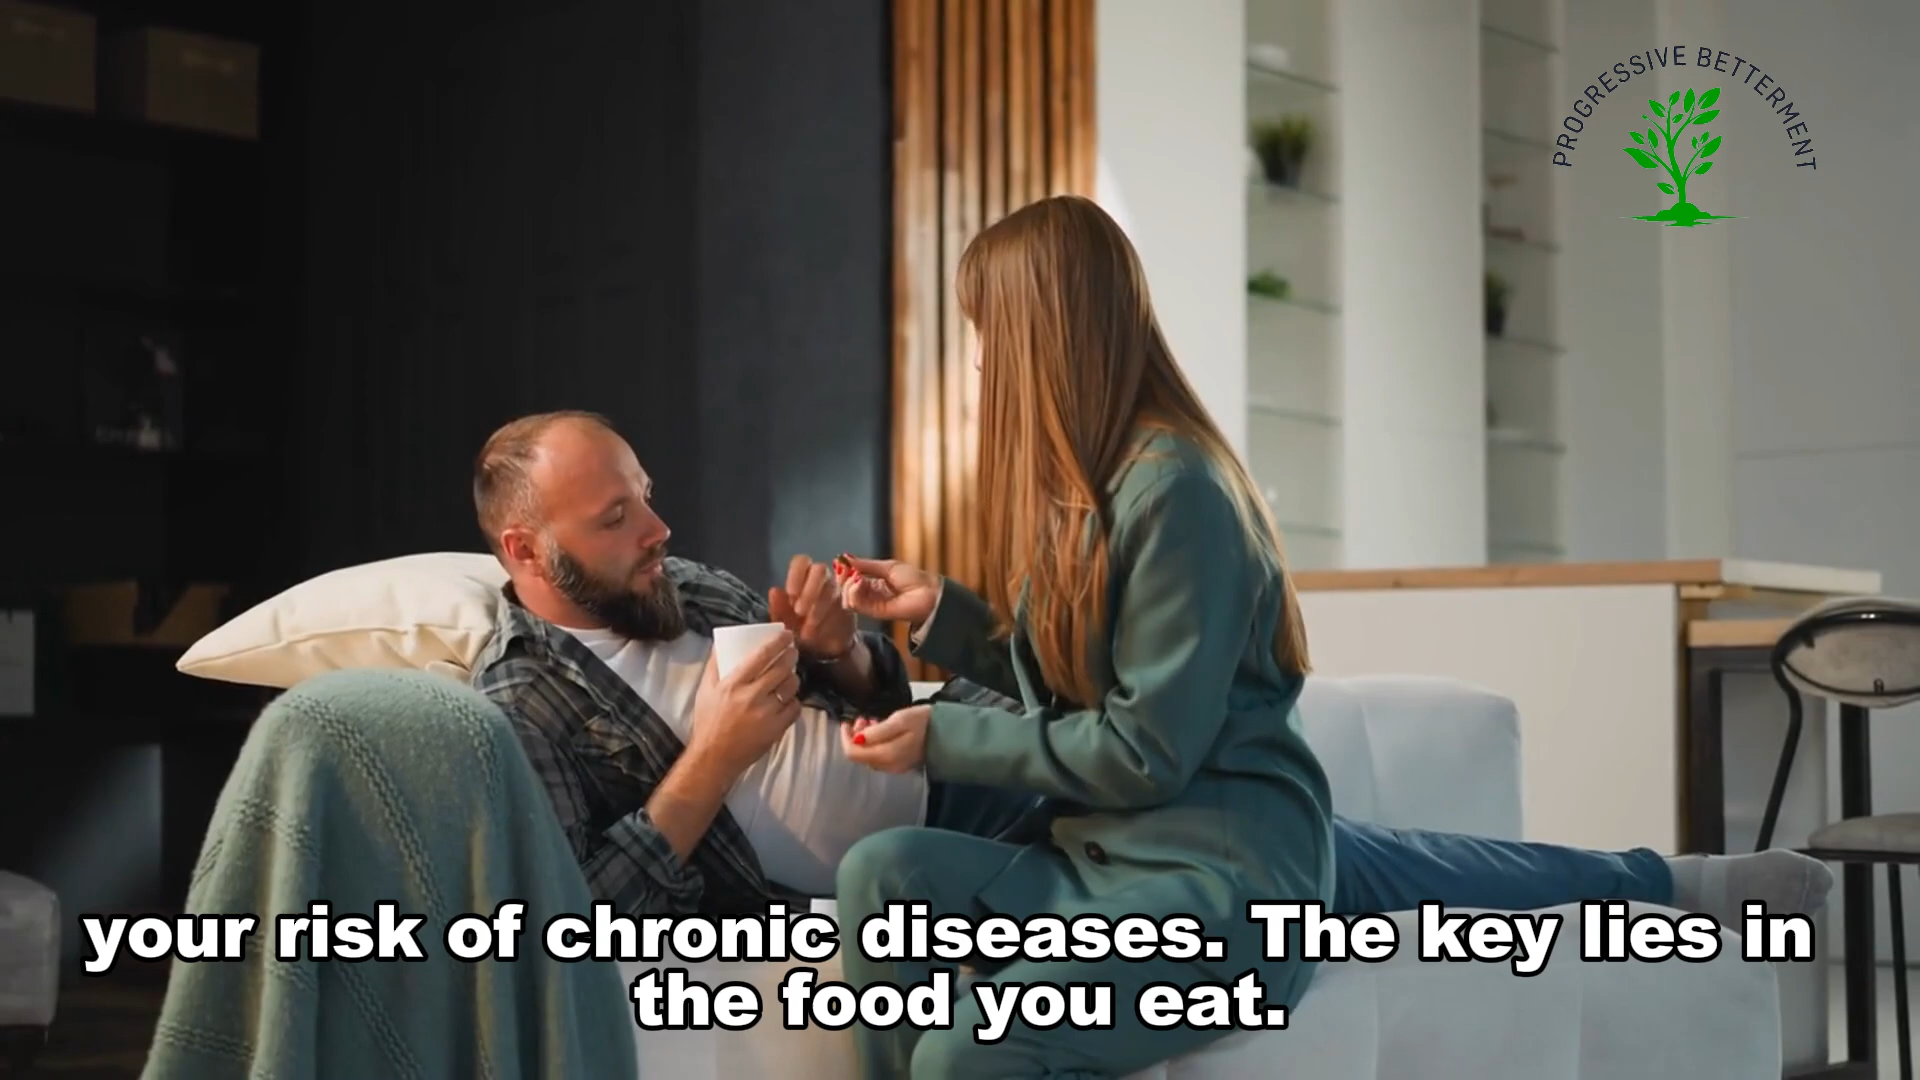 PROGRESSIVE BETTERMENT
your risk of chronic diseases. The key lies in
the food you eat.